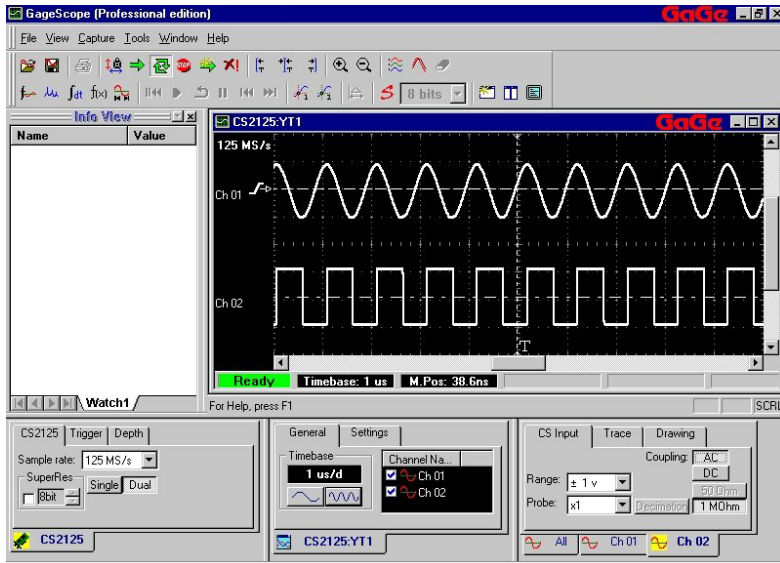 GageScope (Professional edition)
GaGe
File View Capture Tools Window Help
8 bits
Info View
Name Value
Watch1
CS2125:YT1
GaGe
125 MS/s
Ch 01
Ch 02
T
Ready Timebase: 1 us M.Pos: 38.6ns
For Help, press F1
SCRL
CS2125 Trigger Depth
Sample rate: 125 MS/s
SuperRes
8bit
Single Dual
CS2125
General Settings
Timebase
1 us/d
Channel Na...
Ch 01
Ch 02
CS2125:YT1
CS Input Trace Drawing
Coupling: AC
DC
50 Ohm
1 MOhm
Range: ± 1 v
Probe: x1
Decimation
All Ch 01 Ch 02